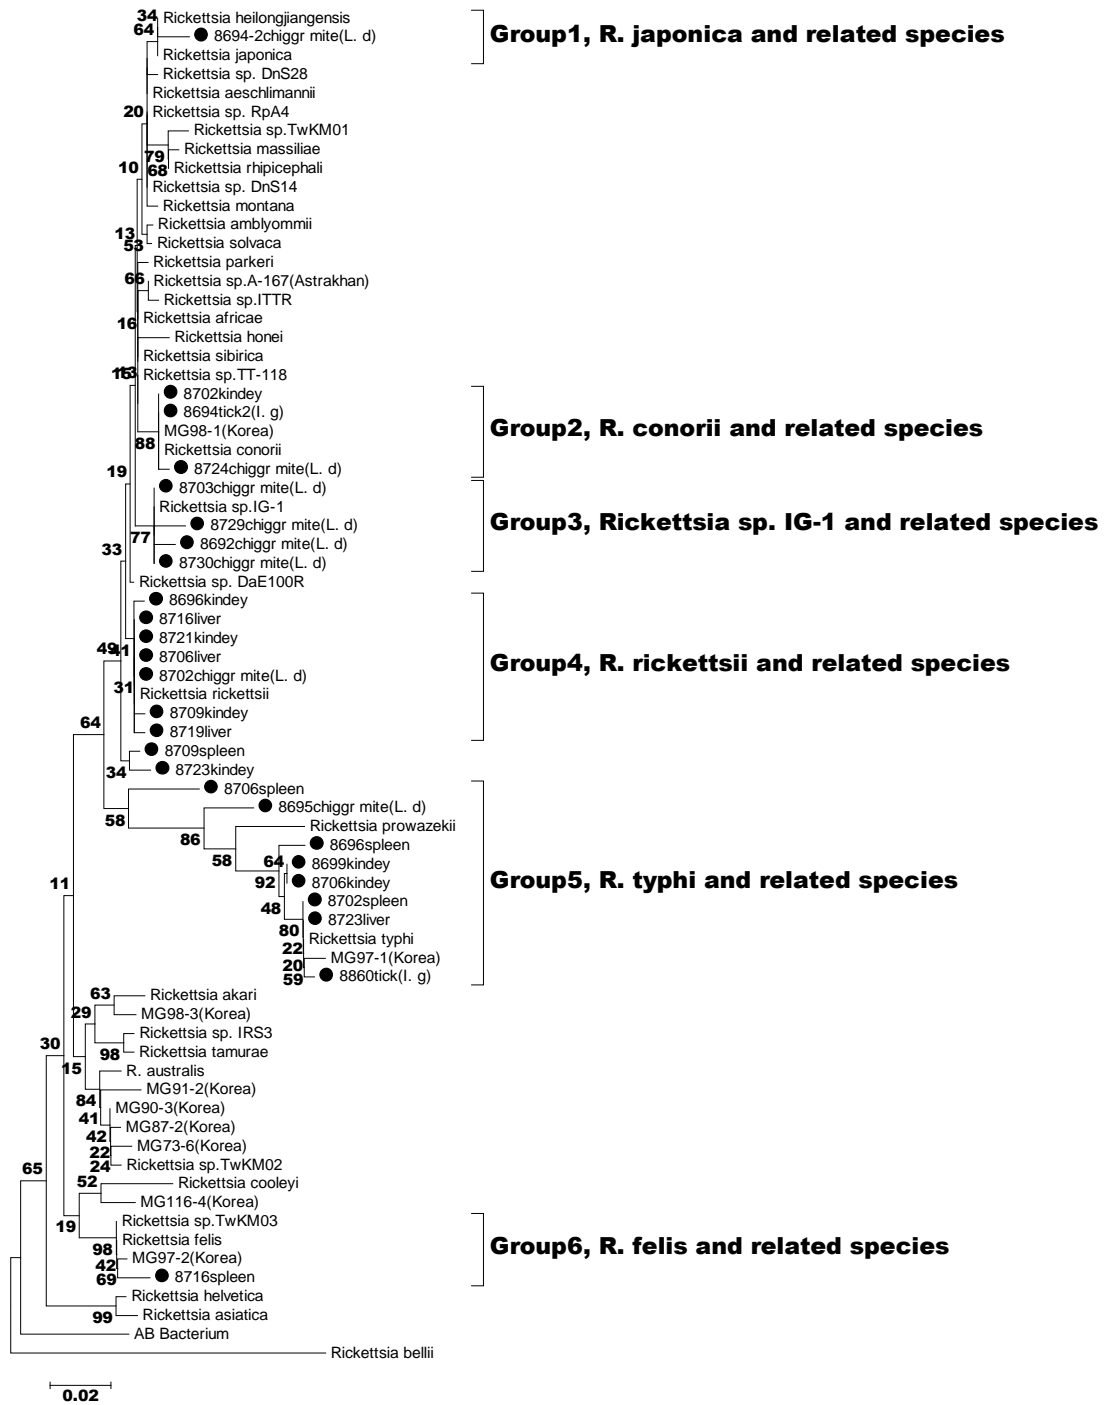 34
Rickettsia heilongjiangensis
64
8694-2chiggr mite(L. d)
Group1, R. japonica and related species
Rickettsia japonica
Rickettsia sp. DnS28
Rickettsia aeschlimannii
20
Rickettsia sp. RpA4
Rickettsia sp.TwKM01
79
Rickettsia massiliae
10
68
Rickettsia rhipicephali
Rickettsia sp. DnS14
Rickettsia montana
Rickettsia amblyommii
13
53
Rickettsia solvaca
Rickettsia parkeri
66
Rickettsia sp.A-167(Astrakhan)
Rickettsia sp.ITTR
16
Rickettsia africae
Rickettsia honei
Rickettsia sibirica
Rickettsia sp.TT-118
8702kindey
8694tick2(I. g)
MG98-1(Korea)
Group2, R. conorii and related species
88
Rickettsia conorii
19
8724chiggr mite(L. d)
8703chiggr mite(L. d)
Rickettsia sp.IG-1
8729chiggr mite(L. d)
Group3, Rickettsia sp. IG-1 and related species
77
33
8692chiggr mite(L. d)
8730chiggr mite(L. d)
Rickettsia sp. DaE100R
8696kindey
8716liver
8721kindey
49
41
8706liver
Group4, R. rickettsii and related species
8702chiggr mite(L. d)
31
Rickettsia rickettsii
8709kindey
64
8719liver
8709spleen
34
8723kindey
8706spleen
58
8695chiggr mite(L. d)
86
Rickettsia prowazekii
8696spleen
58
64
8699kindey
11
92
8706kindey
Group5, R. typhi and related species
48
8702spleen
8723liver
80
Rickettsia typhi
22
MG97-1(Korea)
20
59
8860tick(I. g)
63
Rickettsia akari
29
MG98-3(Korea)
Rickettsia sp. IRS3
30
98
Rickettsia tamurae
15
R. australis
MG91-2(Korea)
84
MG90-3(Korea)
41
MG87-2(Korea)
42
MG73-6(Korea)
22
24
Rickettsia sp.TwKM02
65
52
Rickettsia cooleyi
MG116-4(Korea)
19
Rickettsia sp.TwKM03
98
Rickettsia felis
Group6, R. felis and related species
MG97-2(Korea)
42
69
8716spleen
Rickettsia helvetica
99
Rickettsia asiatica
AB Bacterium
Rickettsia bellii
0.02